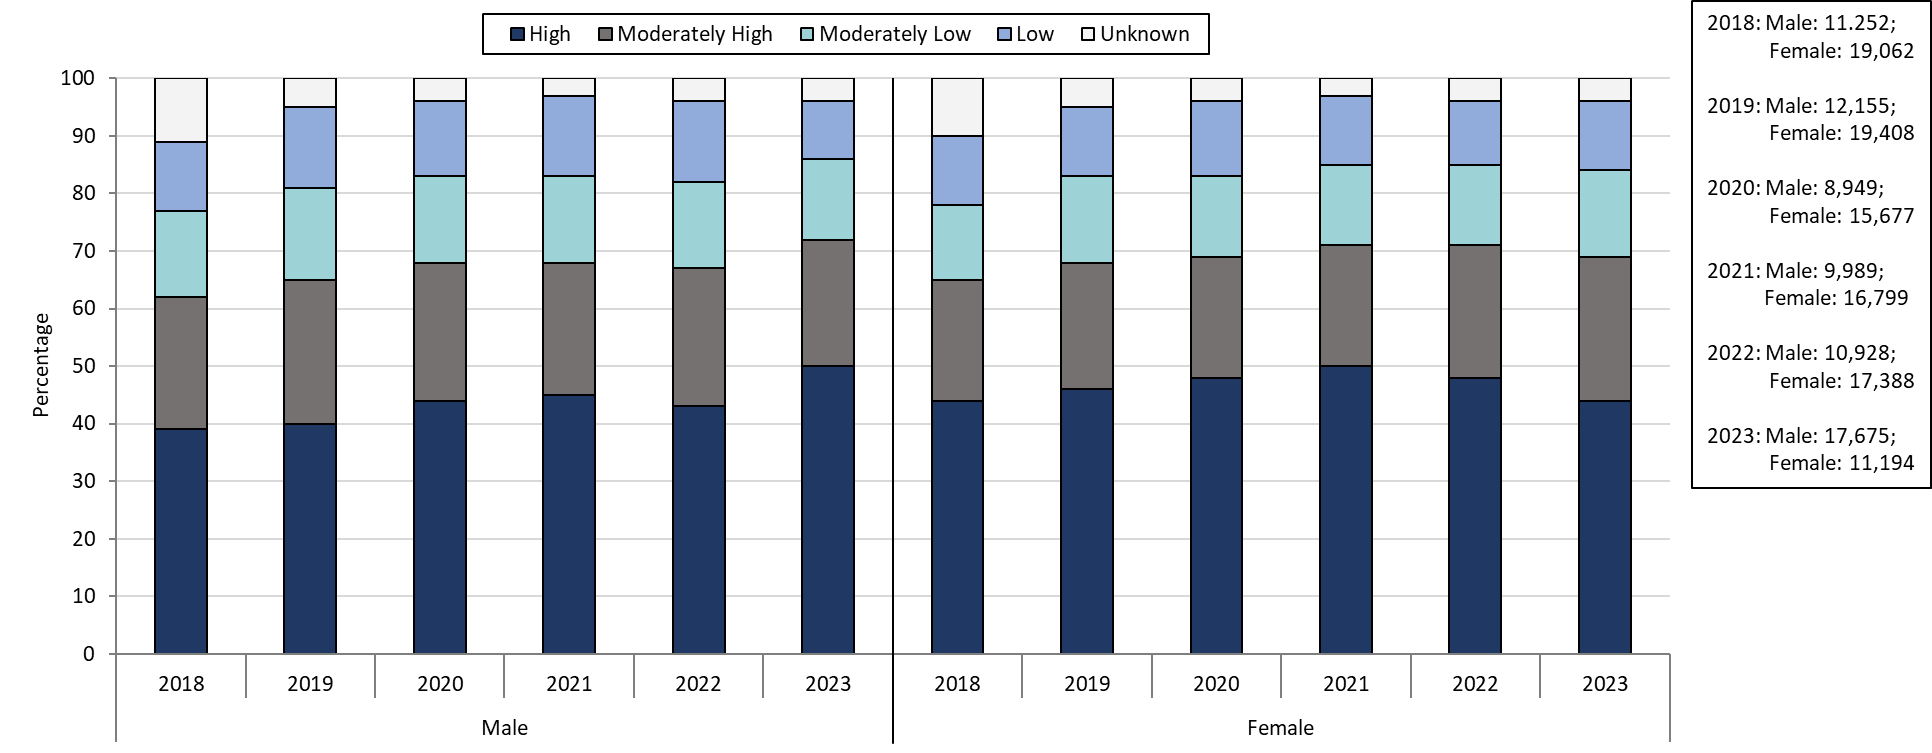 High Moderately High Moderately Low Low Unknown
2018: Male: 11.252;
Female: 19,062
2019: Male: 12,155;
Female: 19,408
2020: Male: 8,949;
Female: 15,677
2021: Male: 9,989;
Female: 16,799
2022: Male: 10,928;
Female: 17,388
2023: Male: 17,675;
Female: 11,194
Percentage
100
90
80
70
60
50
40
30
20
10
0
2018 2019 2020 2021 2022 2023 2018 2019 2020 2021 2022 2023
Male Female